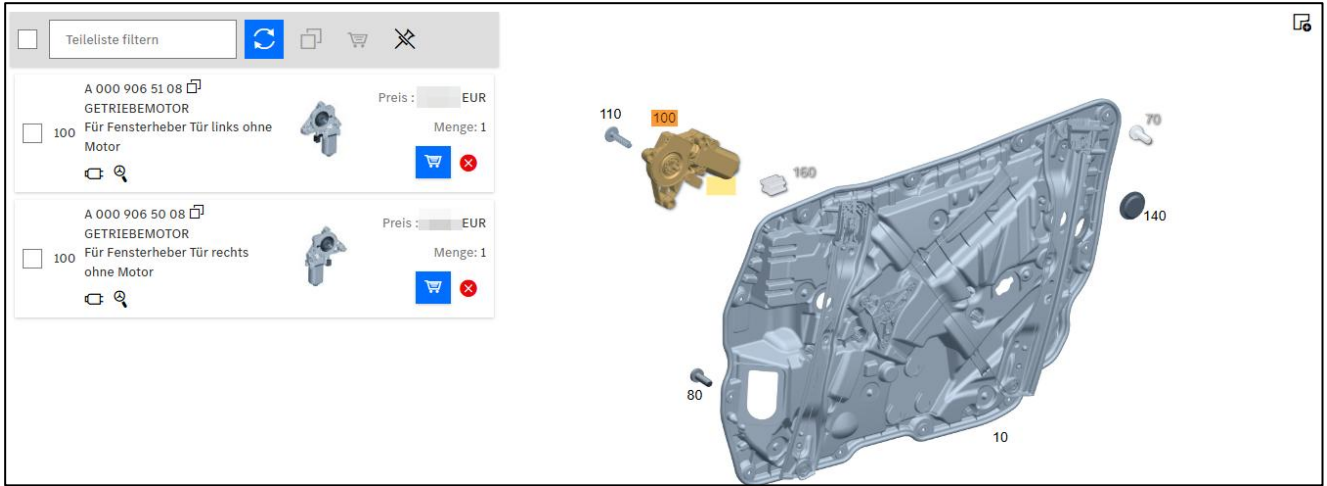 Teileliste filtern
A 000 906 51 08
GETRIEBEMOTOR
100 Für Fensterheber Tür links ohne
Motor
Preis : EUR
Menge: 1
A 000 906 50 08
GETRIEBEMOTOR
100 Für Fensterheber Tür rechts
ohne Motor
Preis : EUR
Menge: 1
110
100
160
70
140
80
10